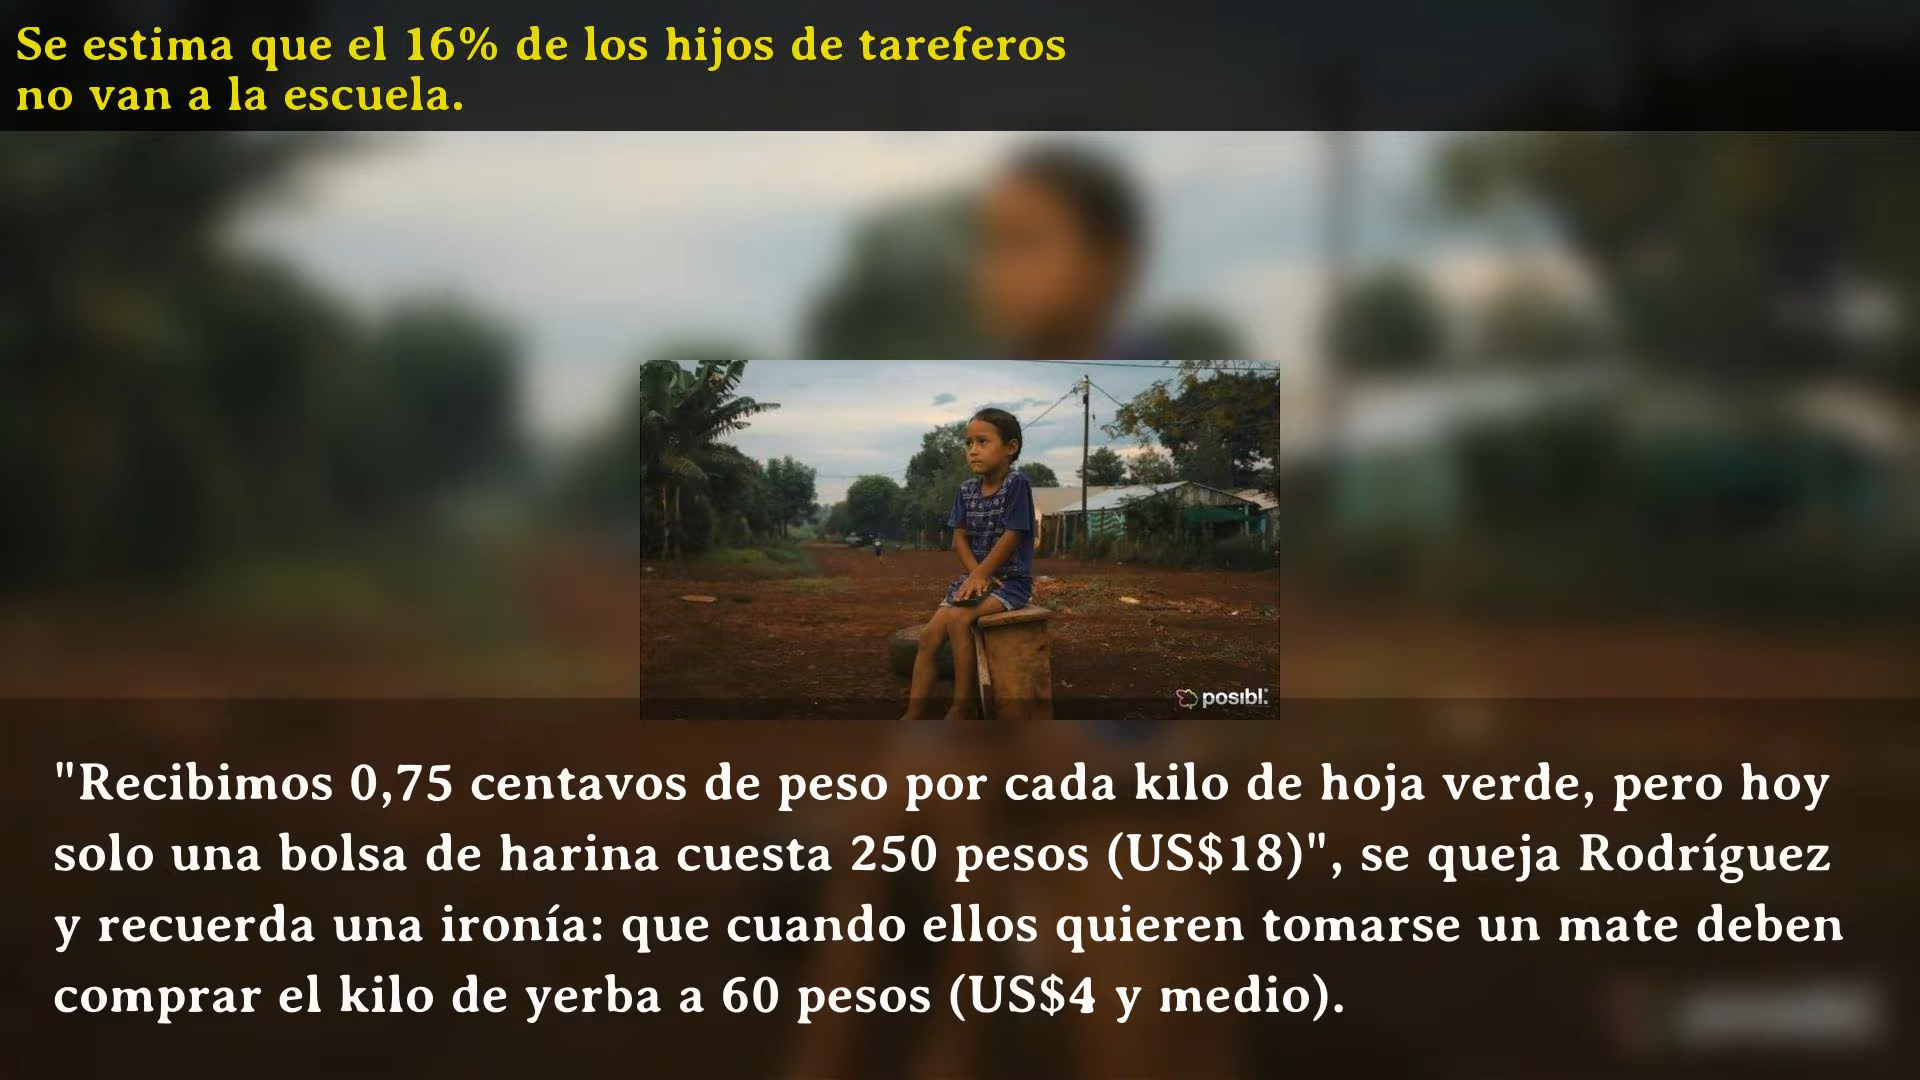 Se estima que el 16% de los hijos de tareferos
no van a la escuela.
posibl.
"Recibimos 0,75 centavos de peso por cada kilo de hoja verde, pero hoy
solo una bolsa de harina cuesta 250 pesos (US$18)", se queja Rodríguez
y recuerda una ironía: que cuando ellos quieren tomarse un mate deben
comprar el kilo de yerba a 60 pesos (US$4 y medio).